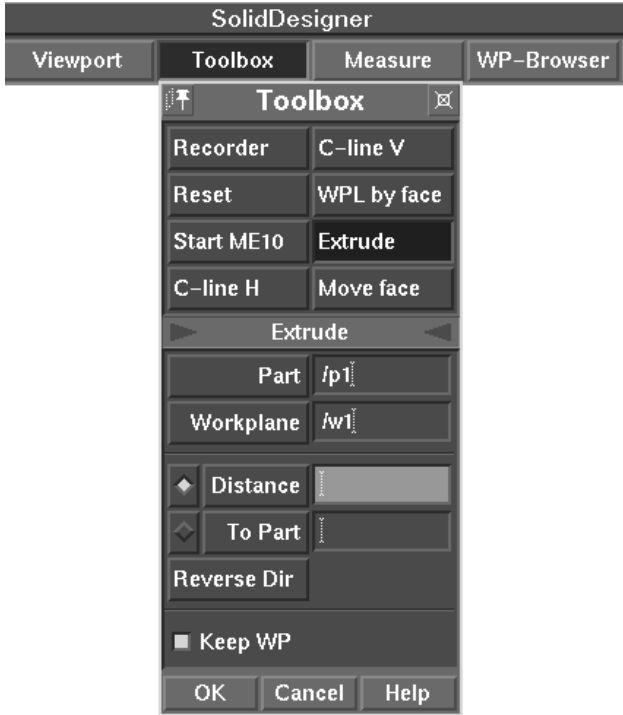 SolidDesigner
Viewport Toolbox Measure WP-Browser
Toolbox
Recorder C-line V
Reset WPL by face
Start ME10 Extrude
C-line H Move face
Extrude
Part /p1
Workplane /w1
Distance
To Part
Reverse Dir
Keep WP
OK Cancel Help